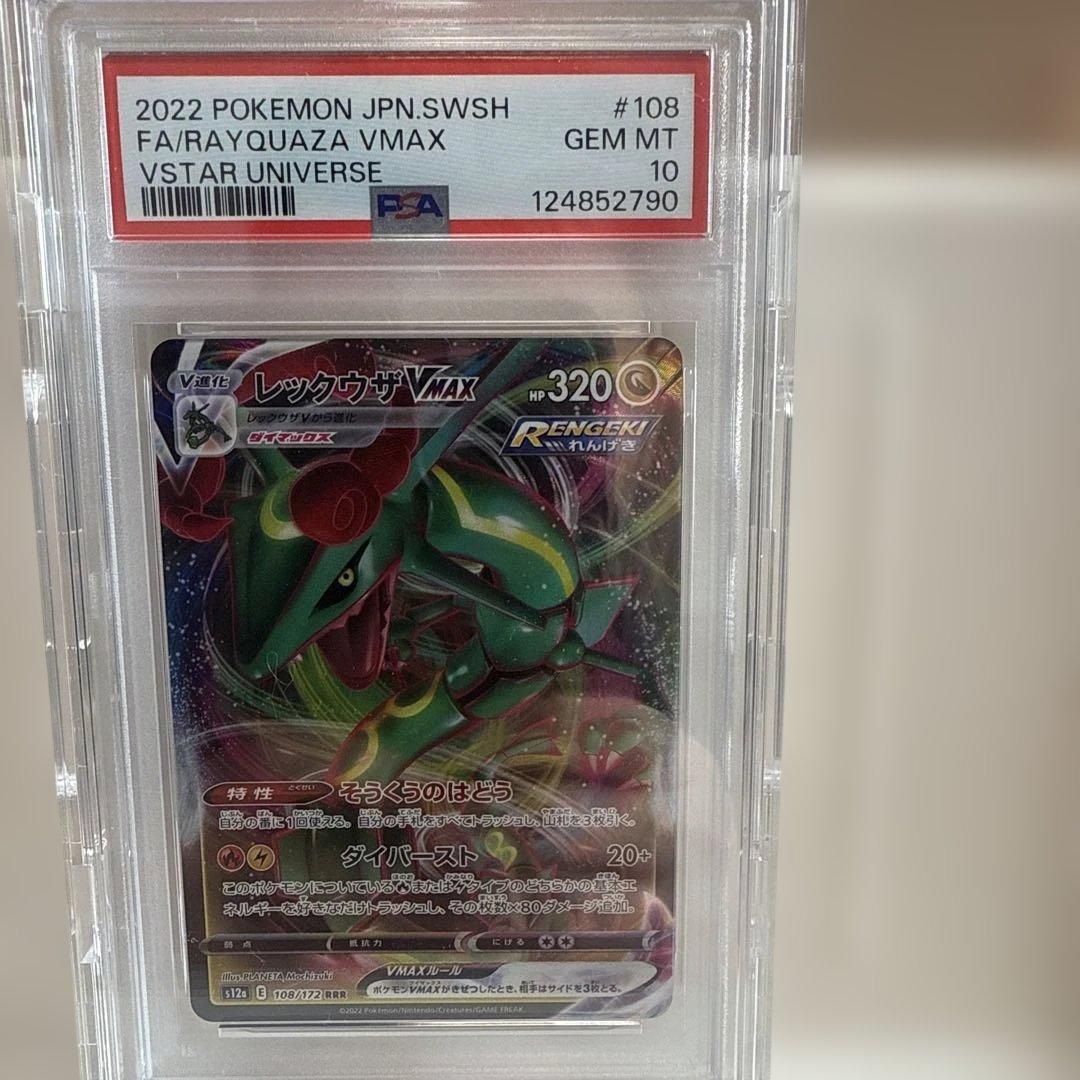 2022 POKEMON JPN.SWSH #108
FA/RAYQUAZA VMAX GEM MT
VSTAR UNIVERSE 10
PSA 124852790
V進化 レックウザVMAX HP320
レックウザVから進化
ダイマックス
RENGEKI
れんげき
特性 とくせい そうくうのはどう
自分の番に1回使える。自分の手札をすべてトラッシュし、山札を3枚引く。
ダイバースト 20+
このポケモンについている または タイプのどちらかの基本エ
ネルギーを好きなだけトラッシュし、その枚数×80ダメージ追加。
弱点 抵抗力 にげる
Illus. PLANETA Mochizuki
VMAXルール
ポケモンVMAXがきぜつしたとき、相手はサイドを3枚とる。
s12a E 108/172 RRR
©2022 Pokémon/Nintendo/Creatures/GAME FREAK